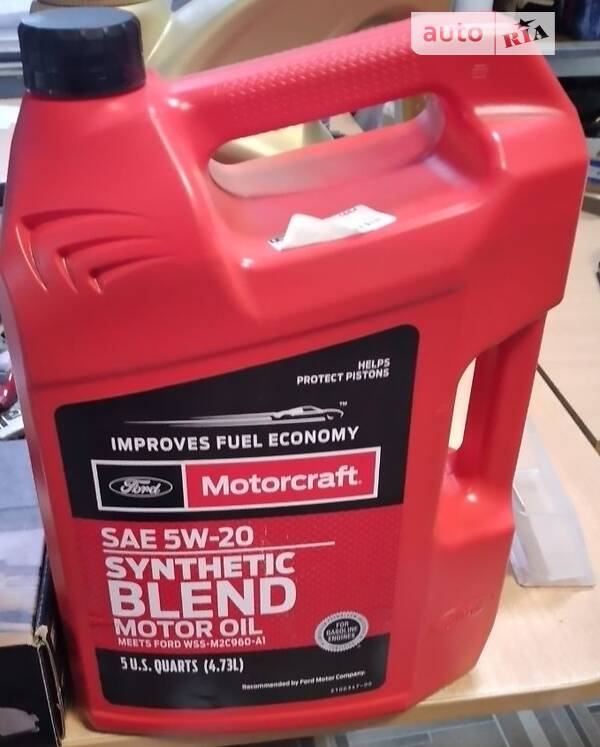 auto RIA
HELPS
PROTECT PISTONS
™
IMPROVES FUEL ECONOMY
Ford Motorcraft®
SAE 5W-20
SYNTHETIC
BLEND
MOTOR OIL
MEETS FORD WSS-M2C960-A1
FOR
GASOLINE
ENGINES
5 U.S. QUARTS (4.73L)
Recommended by Ford Motor Company.